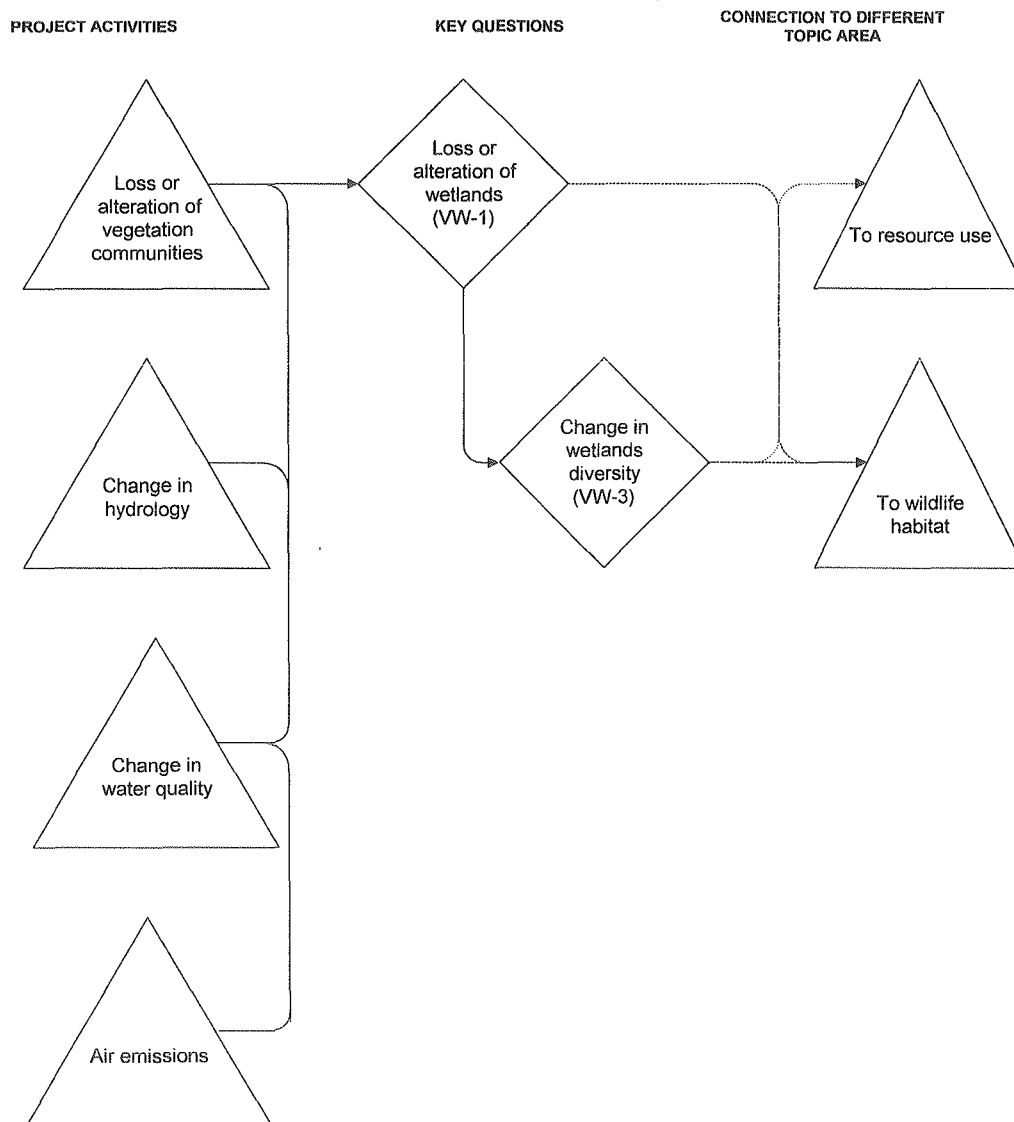 PROJECT ACTIVITIES
KEY QUESTIONS
CONNECTION TO DIFFERENT
TOPIC AREA
Loss or
alteration of
vegetation
communities
Loss or
alteration of
wetlands
(VW-1)
To resource use
Change in
hydrology
Change in
wetlands
diversity
(VW-3)
To wildlife
habitat
Change in
water quality
Air emissions